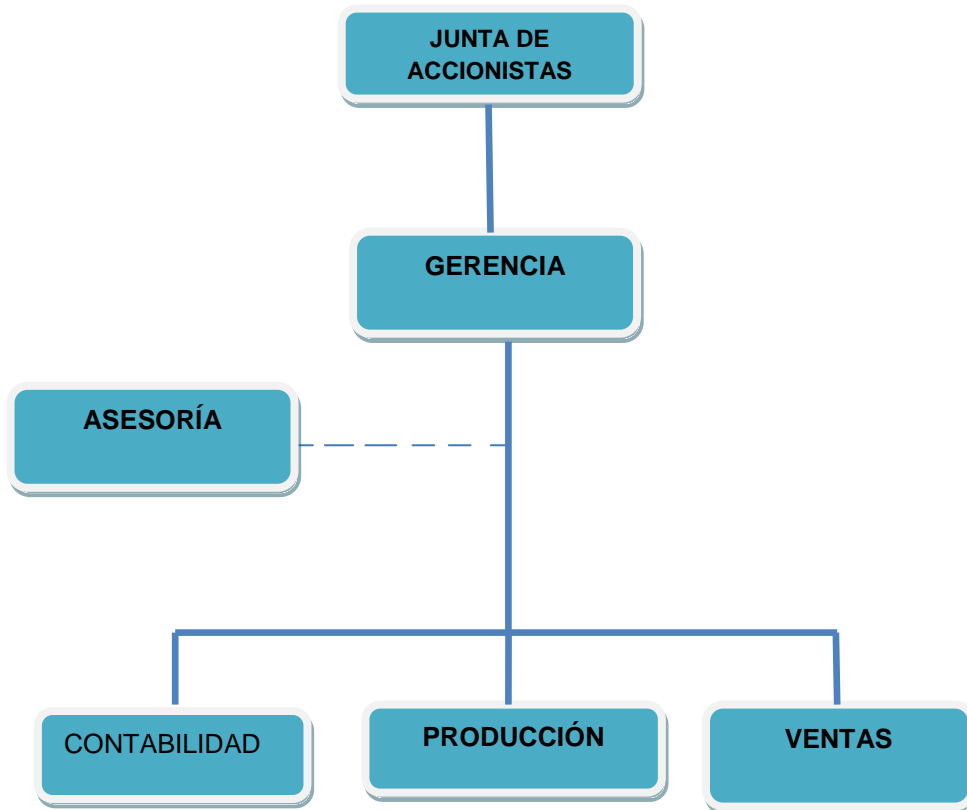 JUNTA DE
ACCIONISTAS
GERENCIA
ASESORÍA
CONTABILIDAD
PRODUCCIÓN
VENTAS